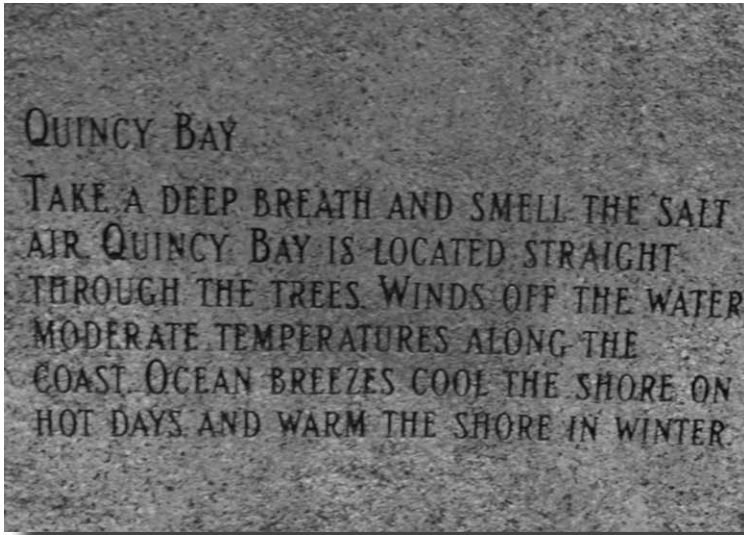 QUINCY BAY
TAKE A DEEP BREATH AND SMELL THE SALT
AIR. QUINCY BAY IS LOCATED STRAIGHT
THROUGH THE TREES. WINDS OFF THE WATER
MODERATE TEMPERATURES ALONG THE
COAST. OCEAN BREEZES COOL THE SHORE ON
HOT DAYS AND WARM THE SHORE IN WINTER.